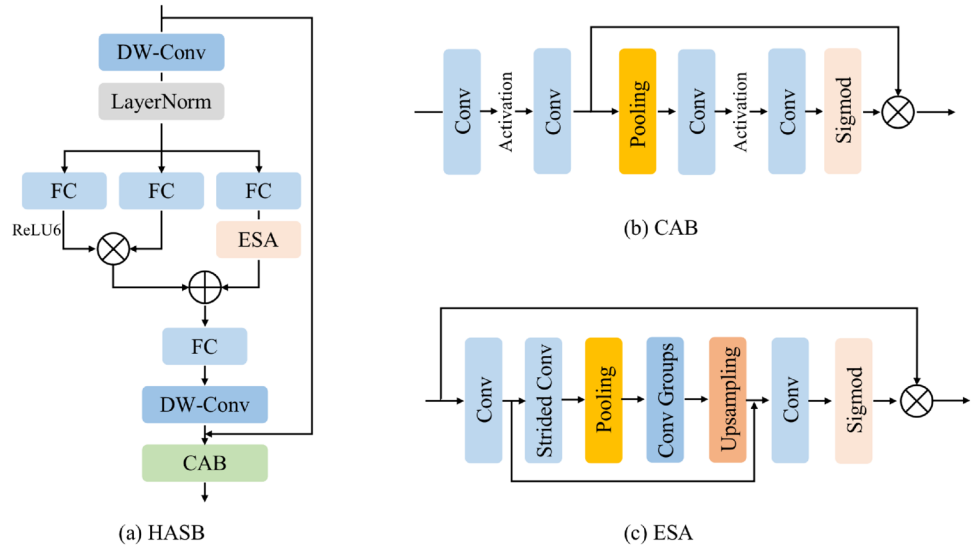 DW-Conv
LayerNorm
FC
FC
FC
ReLU6
ESA
FC
DW-Conv
CAB
(a) HASB
Conv
Activation
Conv
Pooling
Conv
Activation
Conv
Sigmod
(b) CAB
Conv
Strided Conv
Pooling
Conv Groups
Upsampling
Conv
Sigmod
(c) ESA